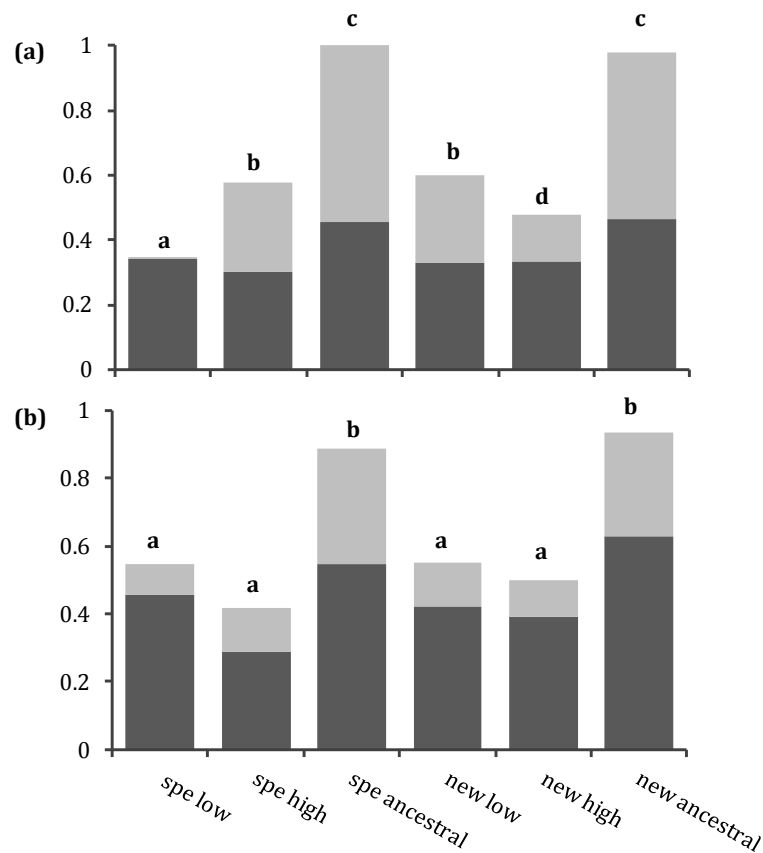 (a)
c
c
1
0.8
b
b
0.6
d
a
0.4
0.2
0
(b)
b
b
1
0.8
a
a
a
a
0.6
0.4
0.2
0
spe low
spe high
spe ancestral
new low
new high
new ancestral